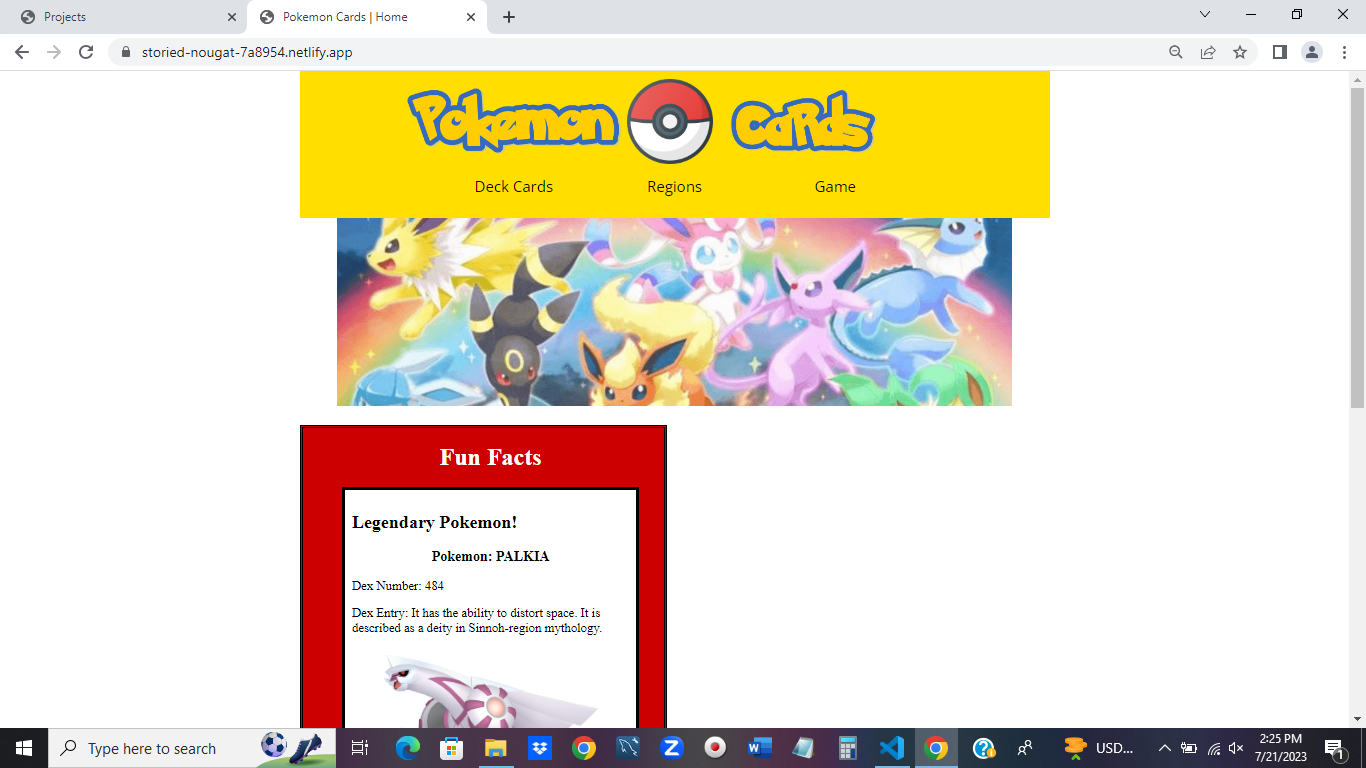 Projects
Pokemon Cards | Home
storied-nougat-7a8954.netlify.app
Pokemon Cards
Deck Cards Regions Game
Fun Facts
Legendary Pokemon!
Pokemon: PALKIA
Dex Number: 484
Dex Entry: It has the ability to distort space. It is
described as a deity in Sinnoh-region mythology.
Type here to search
USD...
2:25 PM
7/21/2023
1